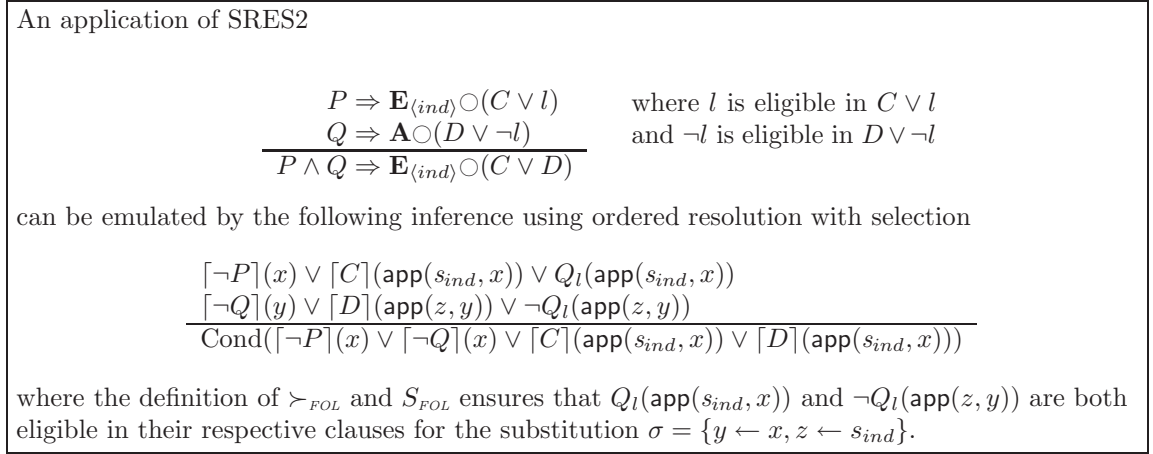 An application of SRES2
P ⇒ E⟨ind⟩○(C ∨ l) where l is eligible in C ∨ l
Q ⇒ A○(D ∨ ¬l) and ¬l is eligible in D ∨ ¬l
P ∧ Q ⇒ E⟨ind⟩○(C ∨ D)
can be emulated by the following inference using ordered resolution with selection
⌈¬P⌉(x) ∨ ⌈C⌉(app(s_ind, x)) ∨ Q_l(app(s_ind, x))
⌈¬Q⌉(y) ∨ ⌈D⌉(app(z, y)) ∨ ¬Q_l(app(z, y))
Cond(⌈¬P⌉(x) ∨ ⌈¬Q⌉(x) ∨ ⌈C⌉(app(s_ind, x)) ∨ ⌈D⌉(app(s_ind, x)))
where the definition of ≻_FOL and S_FOL ensures that Q_l(app(s_ind, x)) and ¬Q_l(app(z, y)) are both
eligible in their respective clauses for the substitution σ = {y ← x, z ← s_ind}.